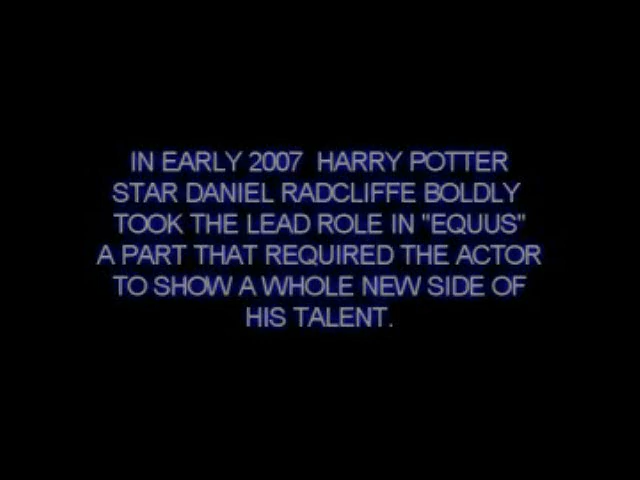 IN EARLY 2007 HARRY POTTER
STAR DANIEL RADCLIFFE BOLDLY
TOOK THE LEAD ROLE IN "EQUUS"
A PART THAT REQUIRED THE ACTOR
TO SHOW A WHOLE NEW SIDE OF
HIS TALENT.